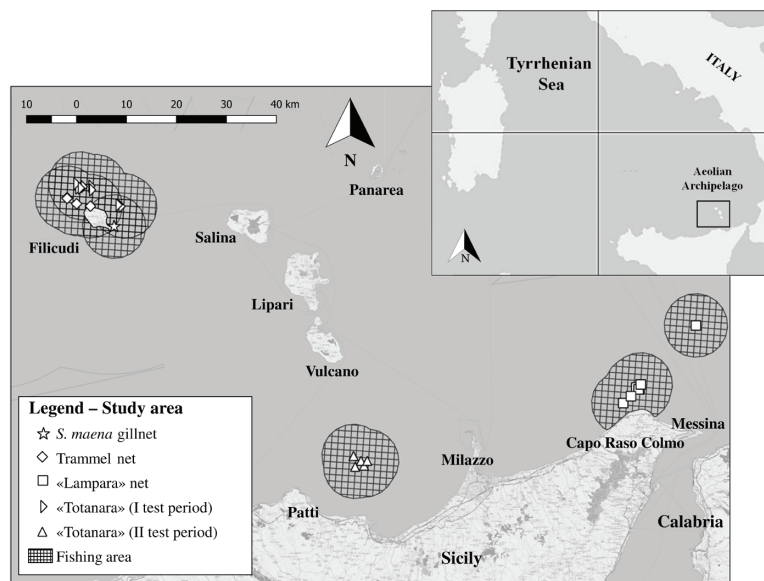 Tyrrhenian
Sea
ITALY
Aeolian
Archipelago
N
10 0 10 20 30 40 km
N
Panarea
Filicudi
Salina
Lipari
Vulcano
Messina
Capo Raso Colmo
Milazzo
Patti
Calabria
Sicily
Legend – Study area
S. maena gillnet
Trammel net
«Lampara» net
«Totanara» (I test period)
«Totanara» (II test period)
Fishing area